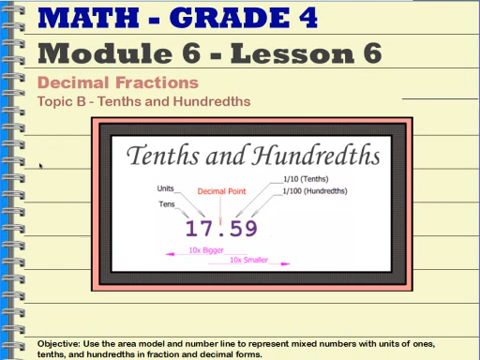 MATH - GRADE 4
Module 6 - Lesson 6
Decimal Fractions
Topic B - Tenths and Hundredths
Tenths and Hundredths
1/10 (Tenths)
Units
Decimal Point
1/100 (Hundredths)
Tens
17.59
10x Bigger
10x Smaller
Objective: Use the area model and number line to represent mixed numbers with units of ones,
tenths, and hundredths in fraction and decimal forms.